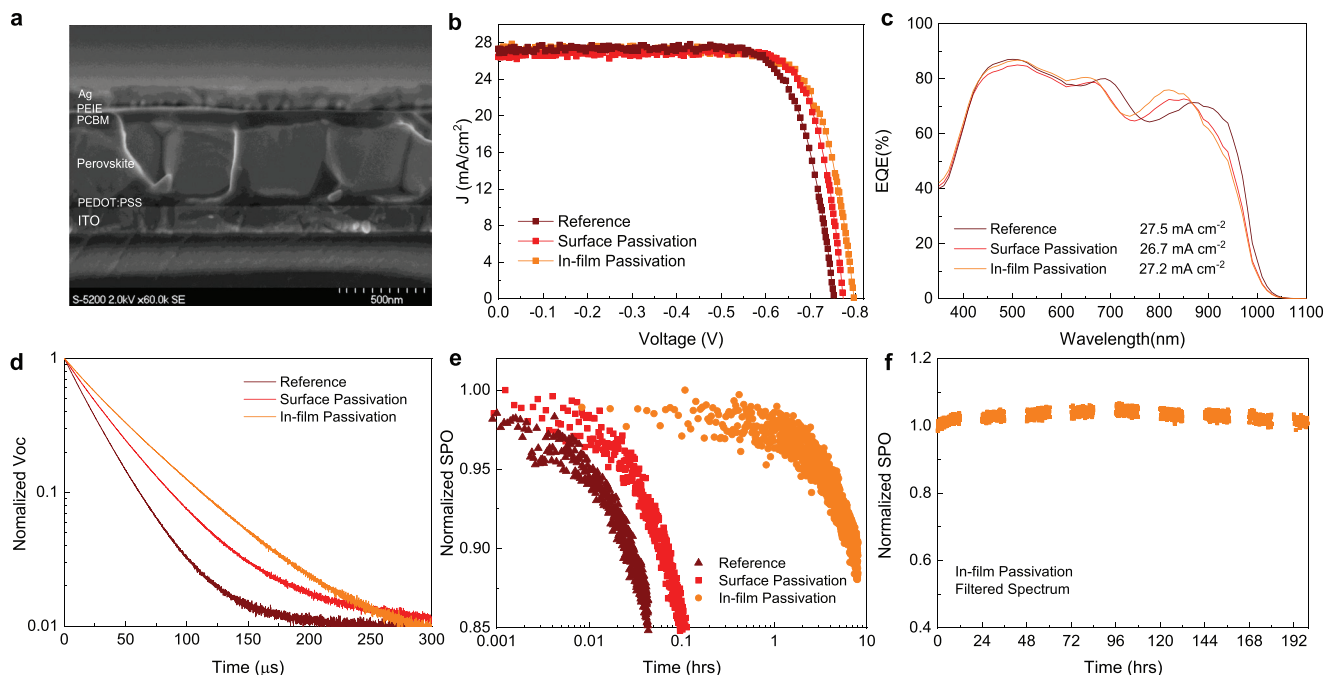 a
Ag
PEIE
PCBM
Perovskite
PEDOT:PSS
ITO
S-5200 2.0kV x60.0k SE
500nm
b
28
24
20
16
12
8
4
0
J (mA/cm²)
Reference
Surface Passivation
In-film Passivation
0.0 -0.1 -0.2 -0.3 -0.4 -0.5 -0.6 -0.7 -0.8
Voltage (V)
c
100
80
60
40
20
0
EQE(%)
Reference 27.5 mA cm⁻²
Surface Passivation 26.7 mA cm⁻²
In-film Passivation 27.2 mA cm⁻²
400 500 600 700 800 900 1000 1100
Wavelength(nm)
d
1
0.1
0.01
Nomalized Voc
Reference
Surface Passivation
In-film Passivation
0 50 100 150 200 250 300
Time (μs)
e
1.00
0.95
0.90
0.85
Normalized SPO
Reference
Surface Passivation
In-film Passivation
0.001 0.01 0.1 1 10
Time (hrs)
f
1.2
1.0
0.8
0.6
0.4
Normalized SPO
In-film Passivation
Filtered Spectrum
0 24 48 72 96 120 144 168 192
Time (hrs)